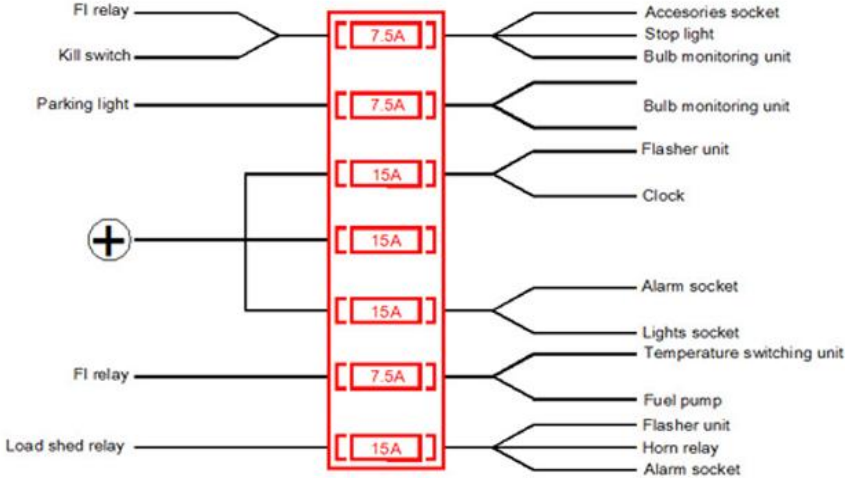 FI relay
Kill switch
7.5A
Accesories socket
Stop light
Bulb monitoring unit
Parking light
7.5A
Bulb monitoring unit
15A
Flasher unit
Clock
15A
15A
Alarm socket
Lights socket
FI relay
7.5A
Temperature switching unit
Fuel pump
Load shed relay
15A
Flasher unit
Horn relay
Alarm socket